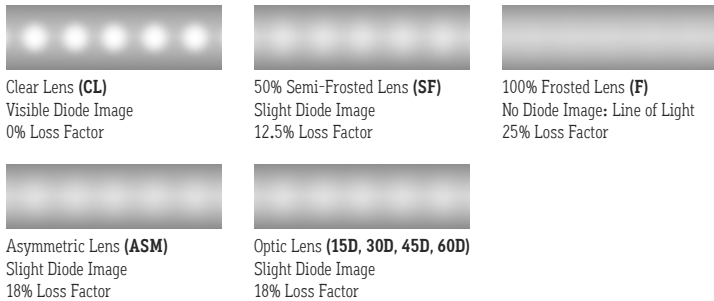 Clear Lens (CL)
Visible Diode Image
0% Loss Factor
50% Semi-Frosted Lens (SF)
Slight Diode Image
12.5% Loss Factor
100% Frosted Lens (F)
No Diode Image: Line of Light
25% Loss Factor
Asymmetric Lens (ASM)
Slight Diode Image
18% Loss Factor
Optic Lens (15D, 30D, 45D, 60D)
Slight Diode Image
18% Loss Factor